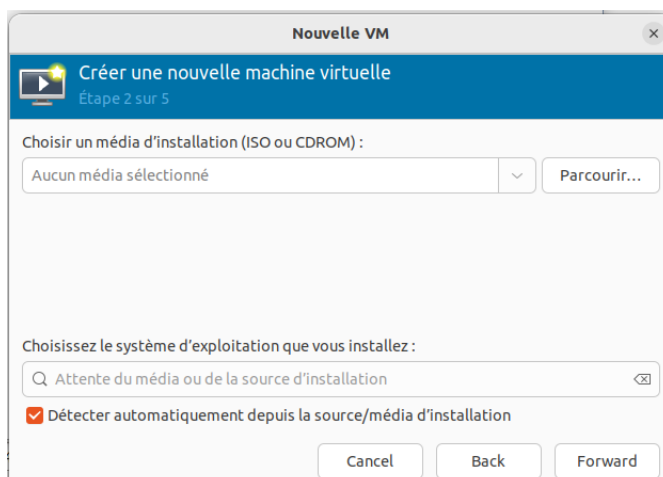 Nouvelle VM
Créer une nouvelle machine virtuelle
Étape 2 sur 5
Choisir un média d'installation (ISO ou CDROM) :
Aucun média sélectionné
Parcourir…
Choisissez le système d'exploitation que vous installez :
Attente du média ou de la source d'installation
Détecter automatiquement depuis la source/média d'installation
Cancel Back Forward